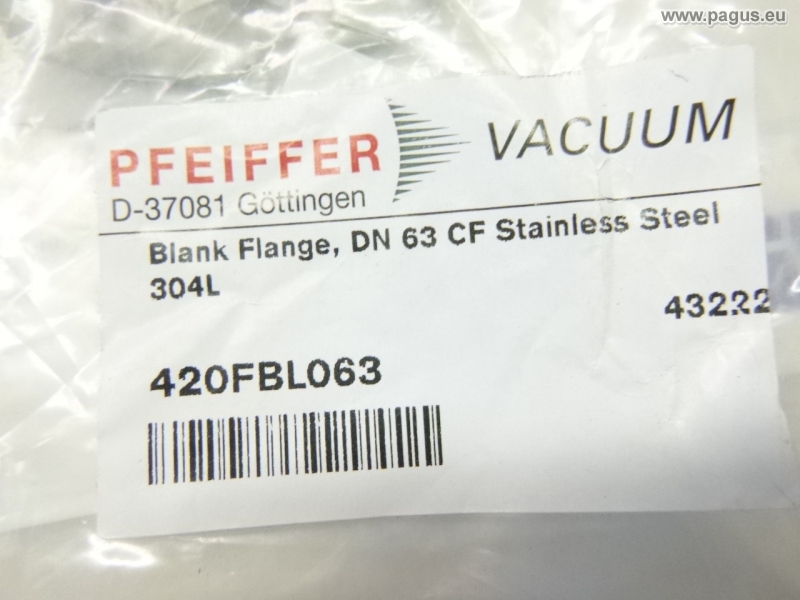 www.pagus.eu
PFEIFFER VACUUM
D-37081 Göttingen
Blank Flange, DN 63 CF Stainless Steel
304L
43222
420FBL063